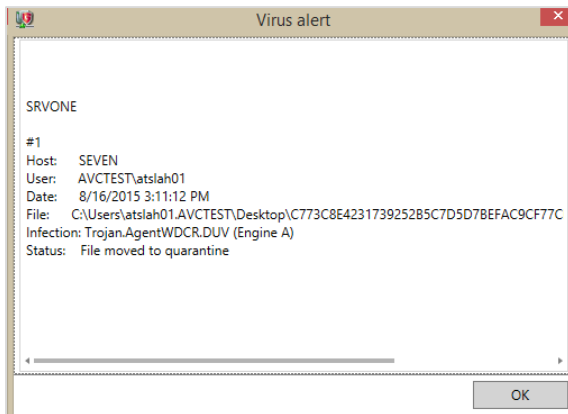 Virus alert
SRVONE
#1
Host: SEVEN
User: AVCTEST\atslah01
Date: 8/16/2015 3:11:12 PM
File: C:\Users\atslah01.AVCTEST\Desktop\C773C8E4231739252B5C7D5D7BEFAC9CF77C
Infection: Trojan.AgentWDCR.DUV (Engine A)
Status: File moved to quarantine
OK